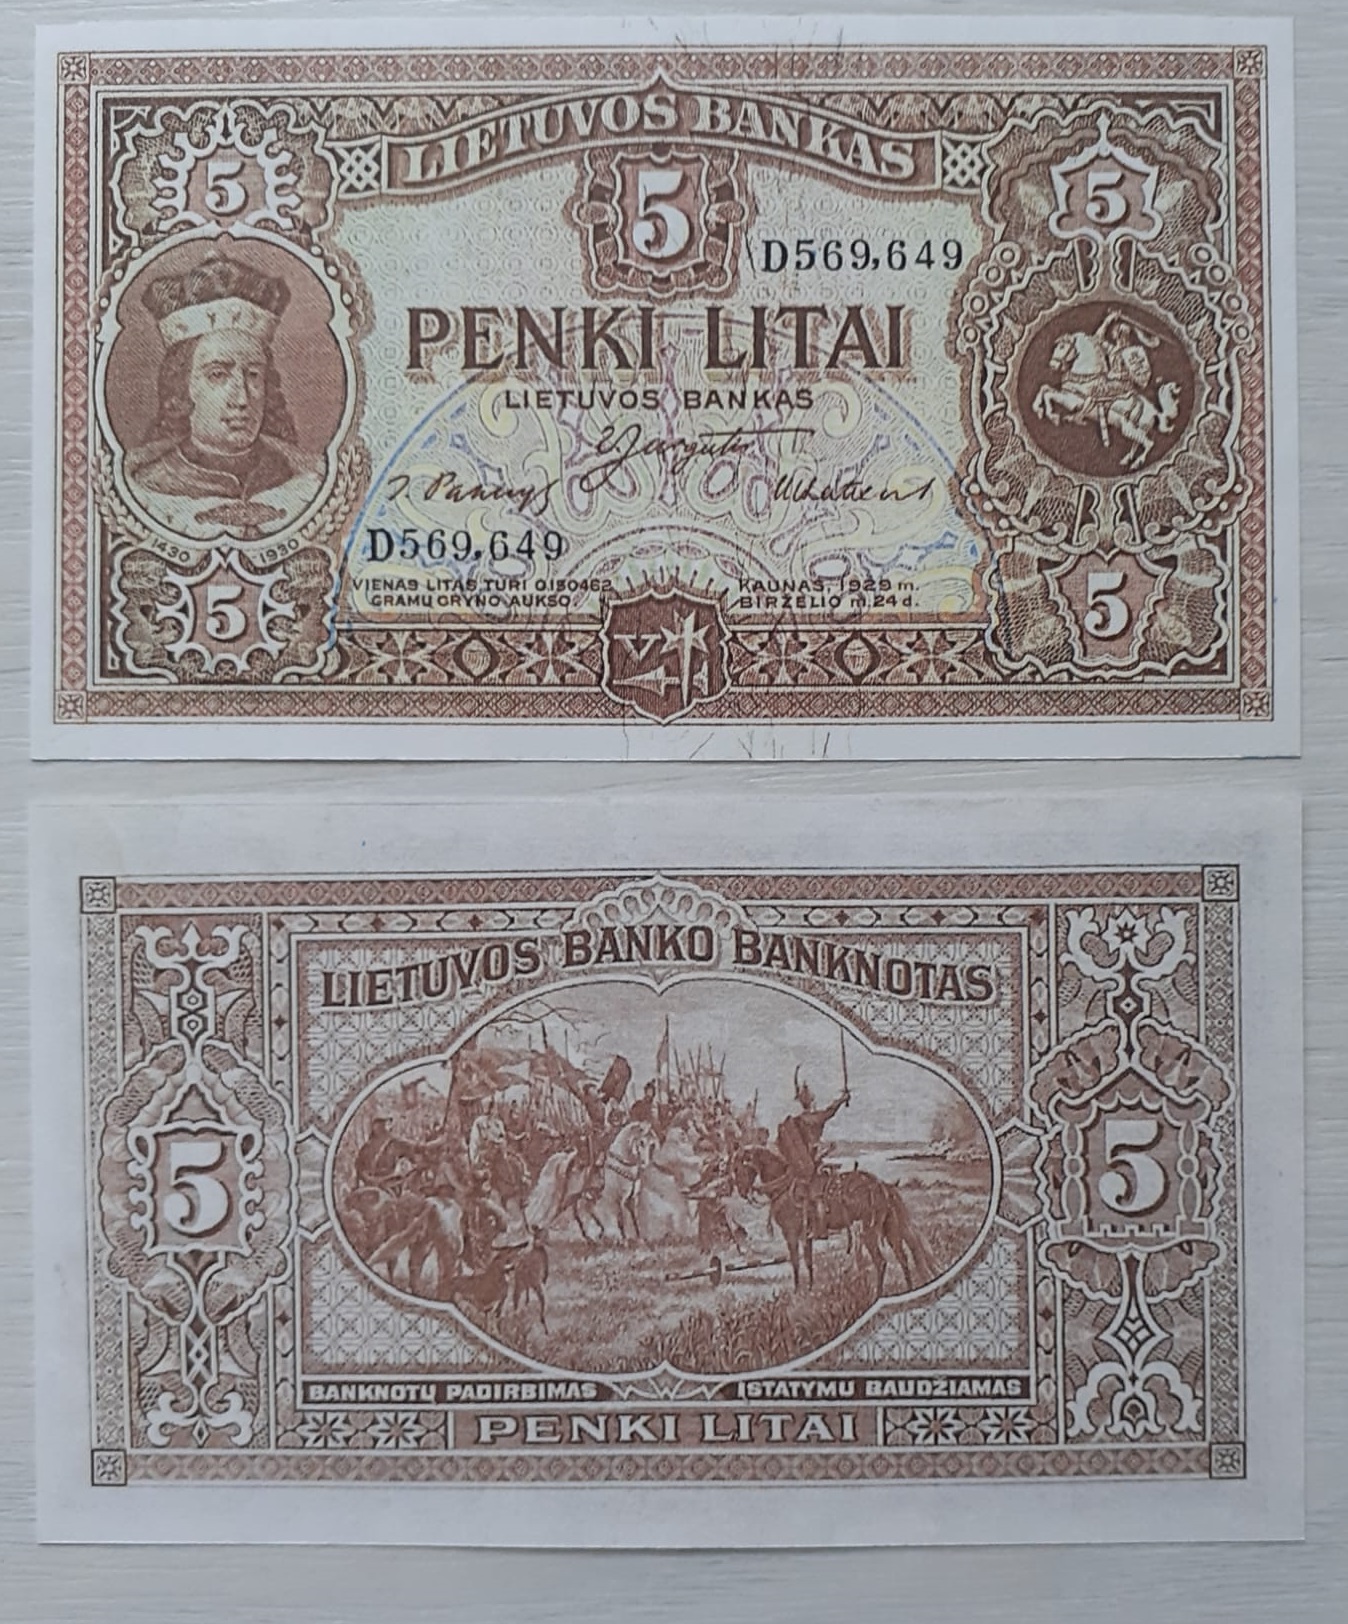 LIETUVOS BANKAS
5
5
5
D569,649
PENKI LITAI
LIETUVOS BANKAS
D569,649
1430 1930
VIENAS LITAS TURI 0.150462
GRAMŲ GRYNO AUKSO.
KAUNAS, 1929 m.
BIRŽELIO m. 24 d.
5
5
LIETUVOS BANKO BANKNOTAS
5
5
BANKNOTŲ PADIRBIMAS
ĮSTATYMŲ BAUDŽIAMAS
PENKI LITAI